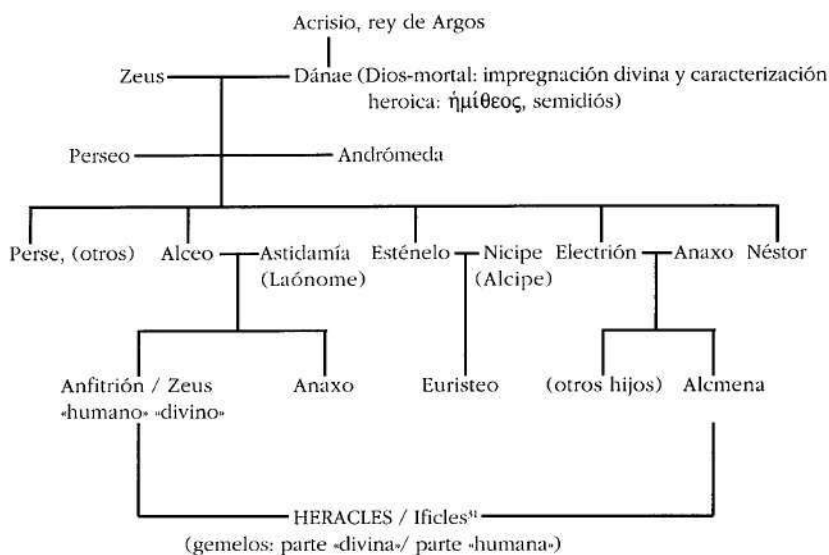 Acrisio, rey de Argos
Zeus Dánae (Dios-mortal: impregnación divina y caracterización
heroica: ἡμίθεος, semidiós)
Perseo Andrómeda
Perse, (otros) Alceo Astidamía Esténelo Nicipe Electrión Anaxo Néstor
(Laónome) (Alcipe)
Anfitrión / Zeus Anaxo Euristeo (otros hijos) Alcmena
«humano» «divino»
HERACLES / Ificles³¹
(gemelos: parte «divina»/ parte «humana»)